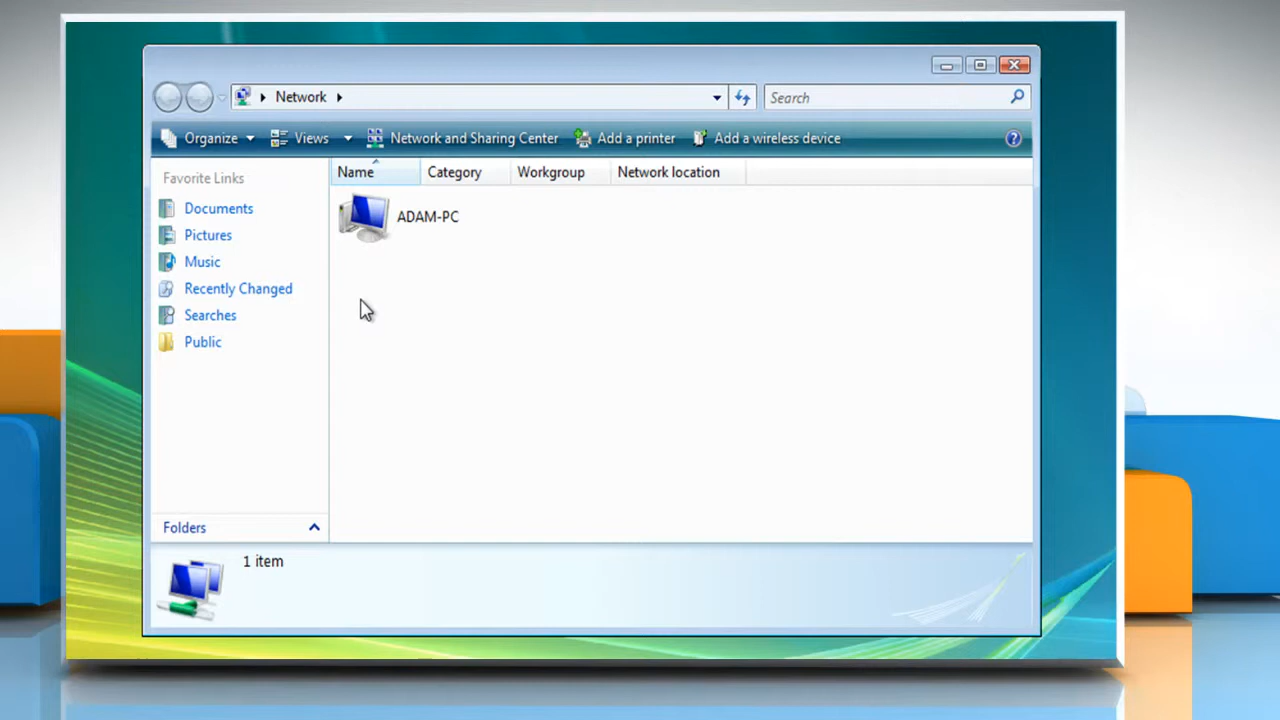 Network
Search
Organize Views Network and Sharing Center Add a printer Add a wireless device
Favorite Links
Name Category Workgroup Network location
Documents
ADAM-PC
Pictures
Music
Recently Changed
Searches
Public
Folders
1 item